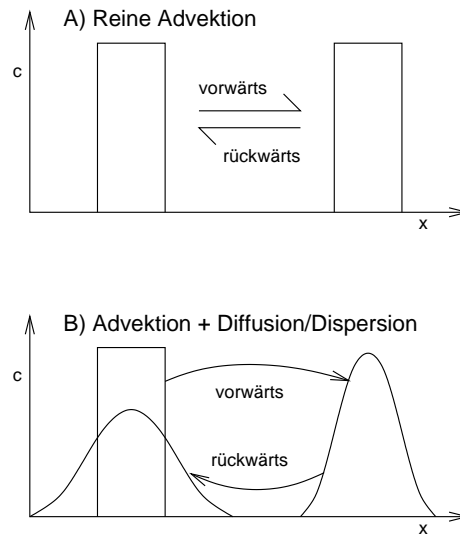 A) Reine Advektion
c
vorwärts
rückwärts
x
B) Advektion + Diffusion/Dispersion
c
vorwärts
rückwärts
x